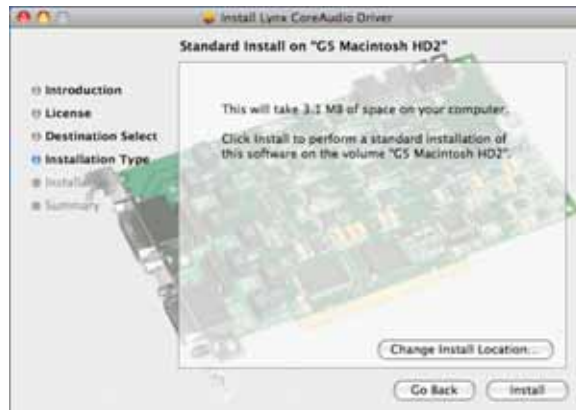 Install Lynx CoreAudio Driver
Standard Install on "G5 Macintosh HD2"
Introduction
License
Destination Select
Installation Type
Installation
Summary
This will take 3.1 MB of space on your computer.
Click Install to perform a standard installation of
this software on the volume "G5 Macintosh HD2".
Change Install Location...
Go Back
Install